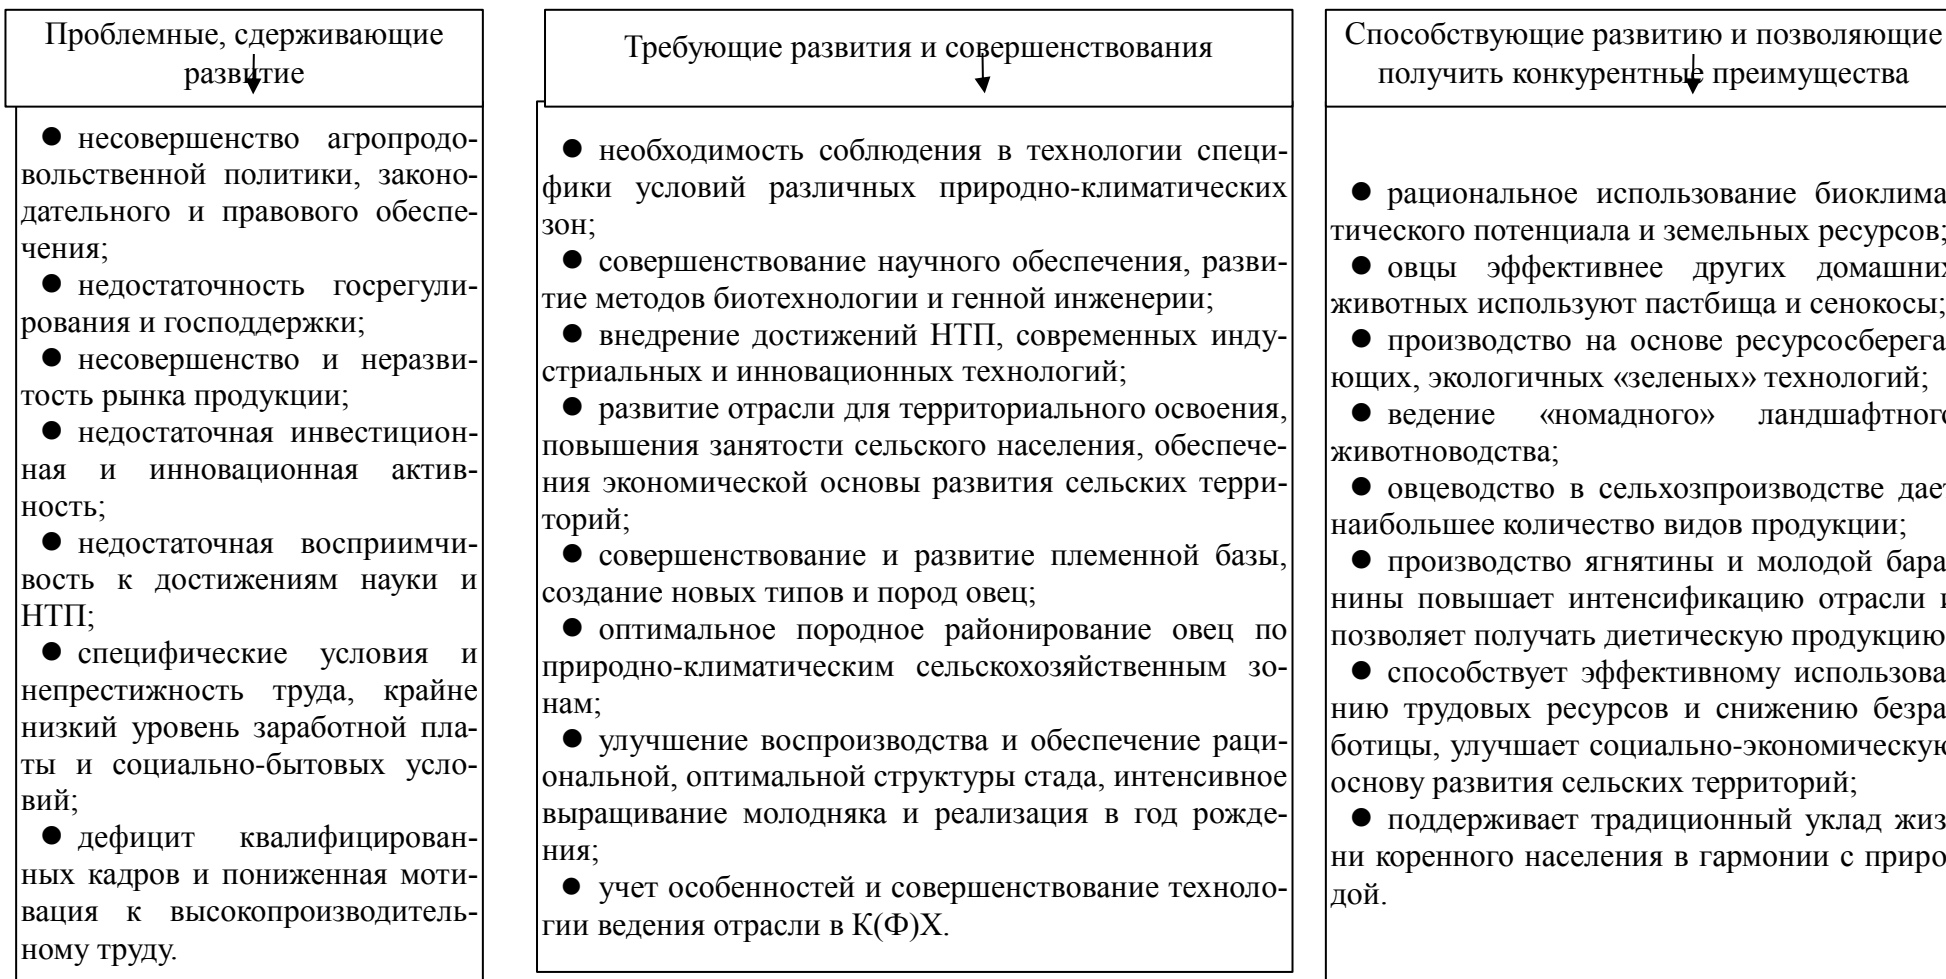 Проблемные, сдерживающие
развитие
несовершенство агропродо-
вольственной политики, законо-
дательного и правового обеспе-
чения;
недостаточность госрегули-
рования и господдержки;
несовершенство и неразви-
тость рынка продукции;
недостаточная инвестицион-
ная и инновационная актив-
ность;
недостаточная восприимчи-
вость к достижениям науки и
НТП;
специфические условия и
непрестижность труда, крайне
низкий уровень заработной пла-
ты и социально-бытовых усло-
вий;
дефицит квалифицирован-
ных кадров и пониженная моти-
вация к высокопроизводитель-
ному труду.
Требующие развития и совершенствования
необходимость соблюдения в технологии специ-
фики условий различных природно-климатических
зон;
совершенствование научного обеспечения, разви-
тие методов биотехнологии и генной инженерии;
внедрение достижений НТП, современных инду-
стриальных и инновационных технологий;
развитие отрасли для территориального освоения,
повышения занятости сельского населения, обеспече-
ния экономической основы развития сельских терри-
торий;
совершенствование и развитие племенной базы,
создание новых типов и пород овец;
оптимальное породное районирование овец по
природно-климатическим сельскохозяйственным зо-
нам;
улучшение воспроизводства и обеспечение раци-
ональной, оптимальной структуры стада, интенсивное
выращивание молодняка и реализация в год рожде-
ния;
учет особенностей и совершенствование техноло-
гии ведения отрасли в К(Ф)Х.
Способствующие развитию и позволяющие
получить конкурентные преимущества
рациональное использование биоклима
тического потенциала и земельных ресурсов;
овцы эффективнее других домашних
животных используют пастбища и сенокосы;
производство на основе ресурсосберега
ющих, экологичных «зеленых» технологий;
ведение «номадного» ландшафтного
животноводства;
овцеводство в сельхозпроизводстве дает
наибольшее количество видов продукции;
производство ягнятины и молодой бара
нины повышает интенсификацию отрасли и
позволяет получать диетическую продукцию
способствует эффективному использова
нию трудовых ресурсов и снижению безра
ботицы, улучшает социально-экономическую
основу развития сельских территорий;
поддерживает традиционный уклад жиз
ни коренного населения в гармонии с приро
дой.